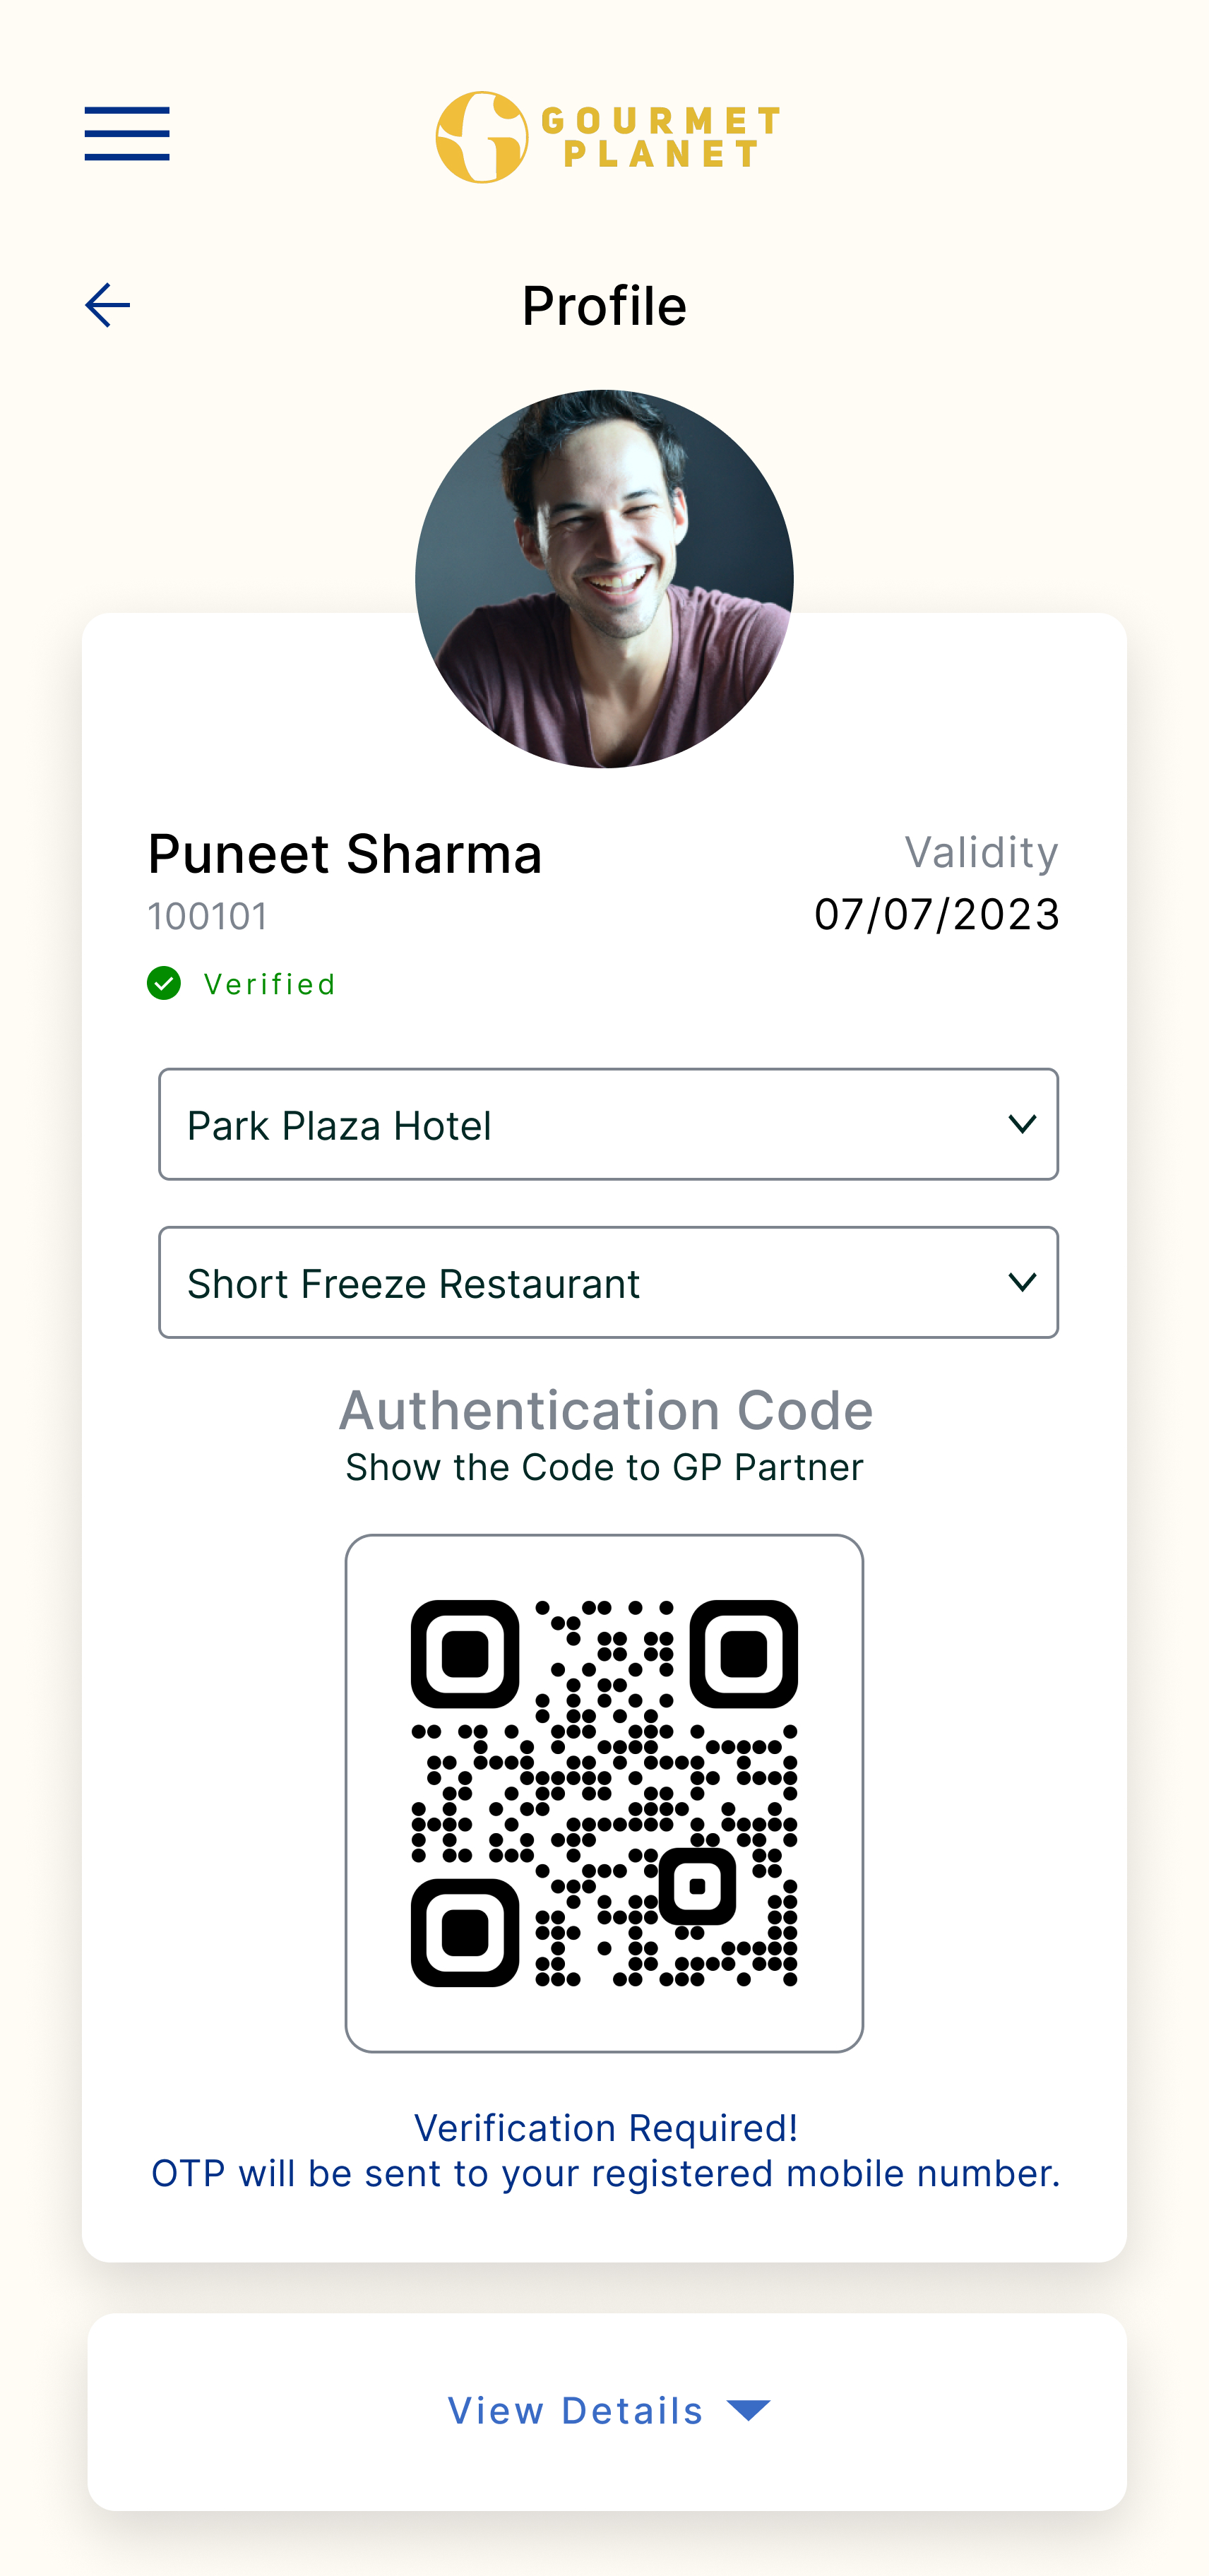 GOURMET
PLANET
Profile
Puneet Sharma
Validity
100101
07/07/2023
Verified
Park Plaza Hotel
Short Freeze Restaurant
Authentication Code
Show the Code to GP Partner
Verification Required!
OTP will be sent to your registered mobile number.
View Details